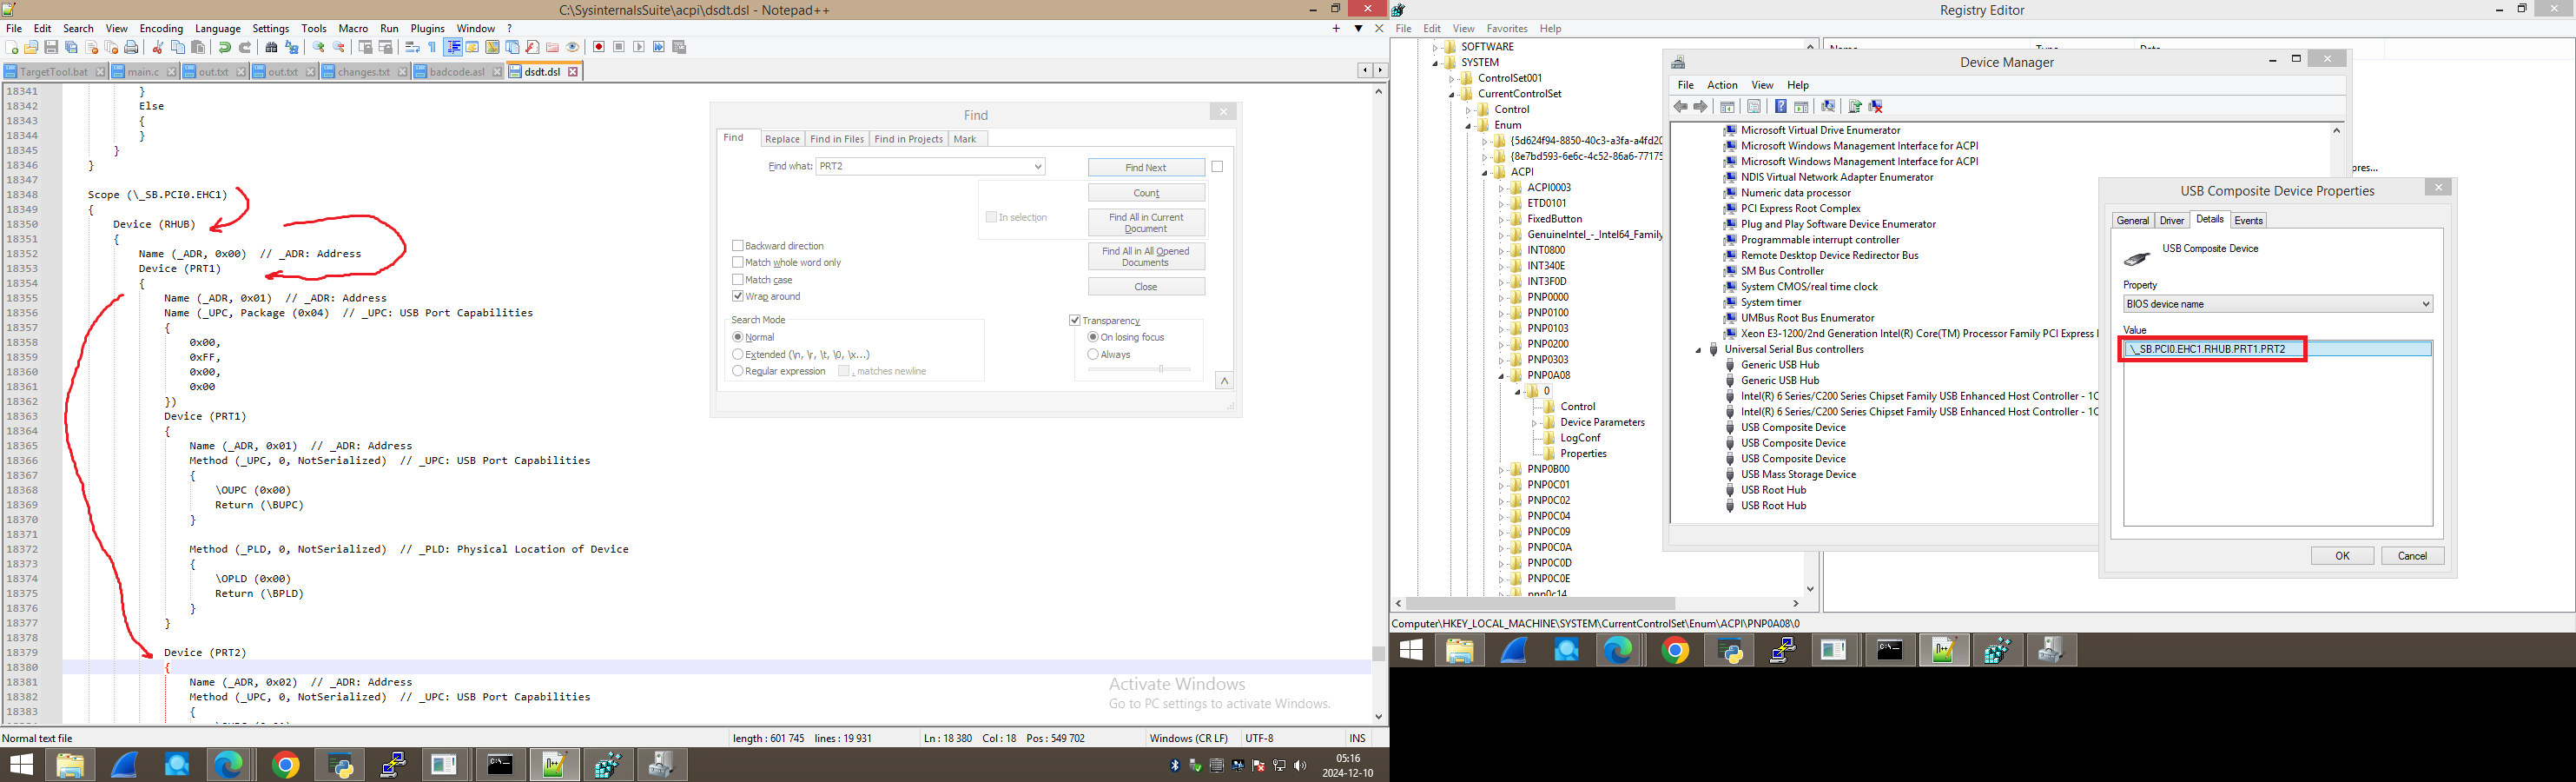 C:\SysinternalsSuite\acpi\dsdt.dsl - Notepad++
File Edit Search View Encoding Language Settings Tools Macro Run Plugins Window ?
TargetTool.bat main.c out.txt out.txt changes.txt badcode.asl dsdt.dsl
18341 }
18342 Else
18343 {
18344 }
18345 }
18346 }
18347
18348 Scope (\_SB.PCI0.EHC1)
18349 {
18350 Device (RHUB)
18351 {
18352 Name (_ADR, 0x00) // _ADR: Address
18353 Device (PRT1)
18354 {
18355 Name (_ADR, 0x01) // _ADR: Address
18356 Name (_UPC, Package (0x04) // _UPC: USB Port Capabilities
18357 {
18358 0x00,
18359 0xFF,
18360 0x00,
18361 0x00
18362 })
18363 Device (PRT1)
18364 {
18365 Name (_ADR, 0x01) // _ADR: Address
18366 Method (_UPC, 0, NotSerialized) // _UPC: USB Port Capabilities
18367 {
18368 \OUPC (0x00)
18369 Return (\BUPC)
18370 }
18371
18372 Method (_PLD, 0, NotSerialized) // _PLD: Physical Location of Device
18373 {
18374 \OPLD (0x00)
18375 Return (\BPLD)
18376 }
18377 }
18378
18379 Device (PRT2)
18380 {
18381 Name (_ADR, 0x02) // _ADR: Address
18382 Method (_UPC, 0, NotSerialized) // _UPC: USB Port Capabilities
18383 {
Find
Find Replace Find in Files Find in Projects Mark
Find what: PRT2
Find Next
Count
In selection
Find All in Current Document
Find All in All Opened Documents
Close
Backward direction
Match whole word only
Match case
Wrap around
Search Mode
Normal
Extended (\n, \r, \t, \0, \x...)
Regular expression . matches newline
Transparency
On losing focus
Always
Activate Windows
Go to PC settings to activate Windows.
Normal text file length : 601 745 lines : 19 931 Ln : 18 380 Col : 18 Pos : 549 702 Windows (CR LF) UTF-8 INS
05:16
2024-12-10
Registry Editor
File Edit View Favorites Help
SOFTWARE
SYSTEM
ControlSet001
CurrentControlSet
Control
Enum
{5d624f94-8850-40c3-a3fa-a4fd20
{8e7bd593-6e6c-4c52-86a6-77175
ACPI
ACPI0003
ETD0101
FixedButton
GenuineIntel_-_Intel64_Family
INT0800
INT340E
INT3F0D
PNP0000
PNP0100
PNP0103
PNP0200
PNP0303
PNP0A08
0
Control
Device Parameters
LogConf
Properties
PNP0B00
PNP0C01
PNP0C02
PNP0C04
PNP0C09
PNP0C0A
PNP0C0D
PNP0C0E
pnp0c14
Computer\HKEY_LOCAL_MACHINE\SYSTEM\CurrentControlSet\Enum\ACPI\PNP0A08\0
Device Manager
File Action View Help
Microsoft Virtual Drive Enumerator
Microsoft Windows Management Interface for ACPI
Microsoft Windows Management Interface for ACPI
NDIS Virtual Network Adapter Enumerator
Numeric data processor
PCI Express Root Complex
Plug and Play Software Device Enumerator
Programmable interrupt controller
Remote Desktop Device Redirector Bus
SM Bus Controller
System CMOS/real time clock
System timer
UMBus Root Bus Enumerator
Xeon E3-1200/2nd Generation Intel(R) Core(TM) Processor Family PCI Express
Universal Serial Bus controllers
Generic USB Hub
Generic USB Hub
Intel(R) 6 Series/C200 Series Chipset Family USB Enhanced Host Controller - 1C
Intel(R) 6 Series/C200 Series Chipset Family USB Enhanced Host Controller - 1C
USB Composite Device
USB Composite Device
USB Composite Device
USB Mass Storage Device
USB Root Hub
USB Root Hub
USB Composite Device Properties
General Driver Details Events
USB Composite Device
Property
BIOS device name
Value
\_SB.PCI0.EHC1.RHUB.PRT1.PRT2
OK Cancel